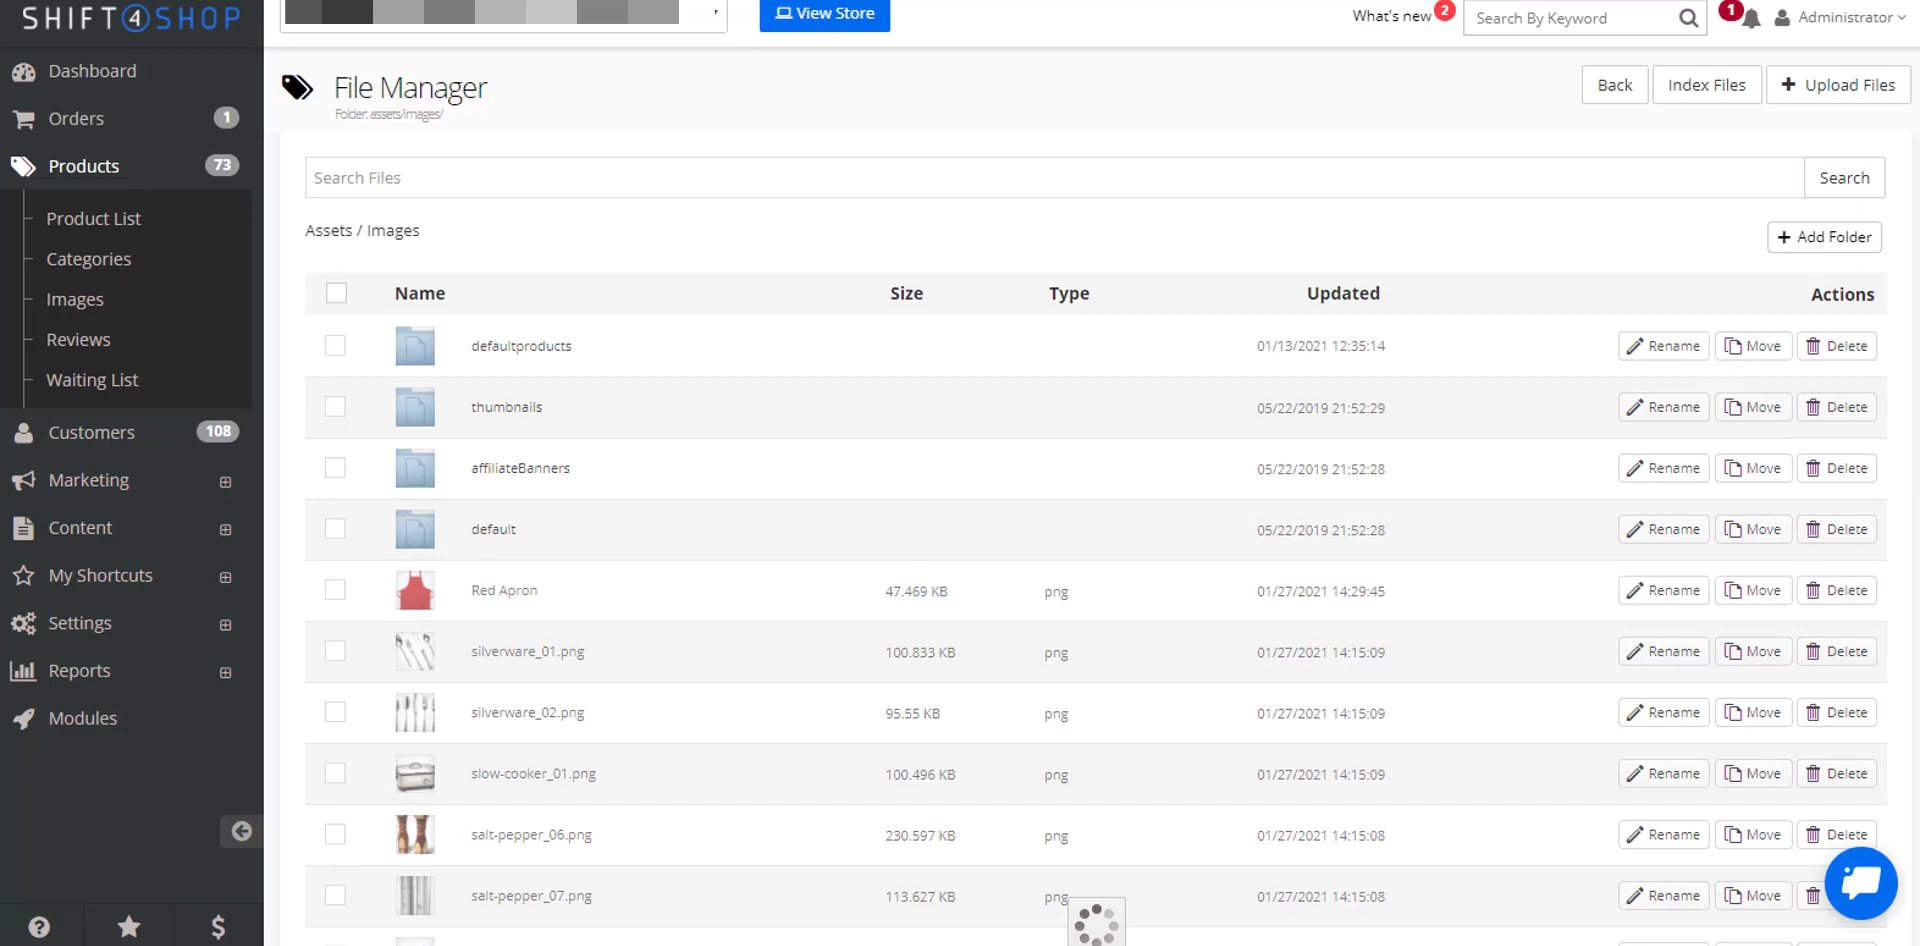 SHIFT4SHOP
View Store
What's new 2
Search By Keyword
1
Administrator
Dashboard
Orders 1
Products 73
Product List
Categories
Images
Reviews
Waiting List
Customers 108
Marketing
Content
My Shortcuts
Settings
Reports
Modules
File Manager
Folder: assets/images/
Back
Index Files
Upload Files
Search Files
Search
Assets / Images
Add Folder
Name Size Type Updated Actions
defaultproducts 01/13/2021 12:35:14 Rename Move Delete
thumbnails 05/22/2019 21:52:29 Rename Move Delete
affiliateBanners 05/22/2019 21:52:28 Rename Move Delete
default 05/22/2019 21:52:28 Rename Move Delete
Red Apron 47.469 KB png 01/27/2021 14:29:45 Rename Move Delete
silverware_01.png 100.833 KB png 01/27/2021 14:15:09 Rename Move Delete
silverware_02.png 95.55 KB png 01/27/2021 14:15:09 Rename Move Delete
slow-cooker_01.png 100.496 KB png 01/27/2021 14:15:09 Rename Move Delete
salt-pepper_06.png 230.597 KB png 01/27/2021 14:15:08 Rename Move Delete
salt-pepper_07.png 113.627 KB png 01/27/2021 14:15:08 Rename Move